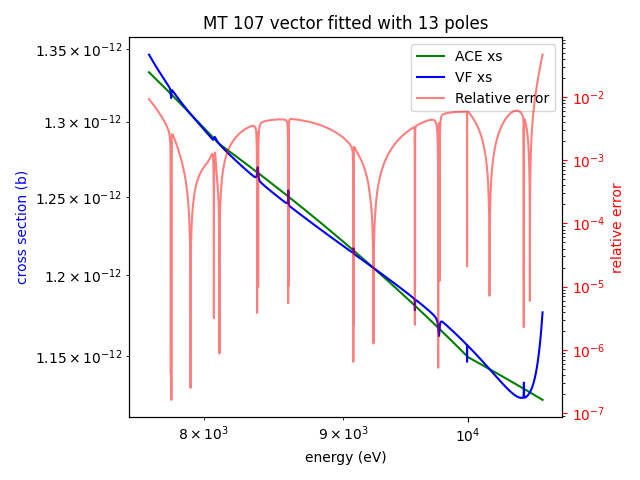 MT 107 vector fitted with 13 poles
ACE xs
VF xs
Relative error
1.35 × 10⁻¹²
1.3 × 10⁻¹²
1.25 × 10⁻¹²
1.2 × 10⁻¹²
1.15 × 10⁻¹²
cross section (b)
10⁻²
10⁻³
10⁻⁴
10⁻⁵
10⁻⁶
10⁻⁷
relative error
8 × 10³
9 × 10³
10⁴
energy (eV)